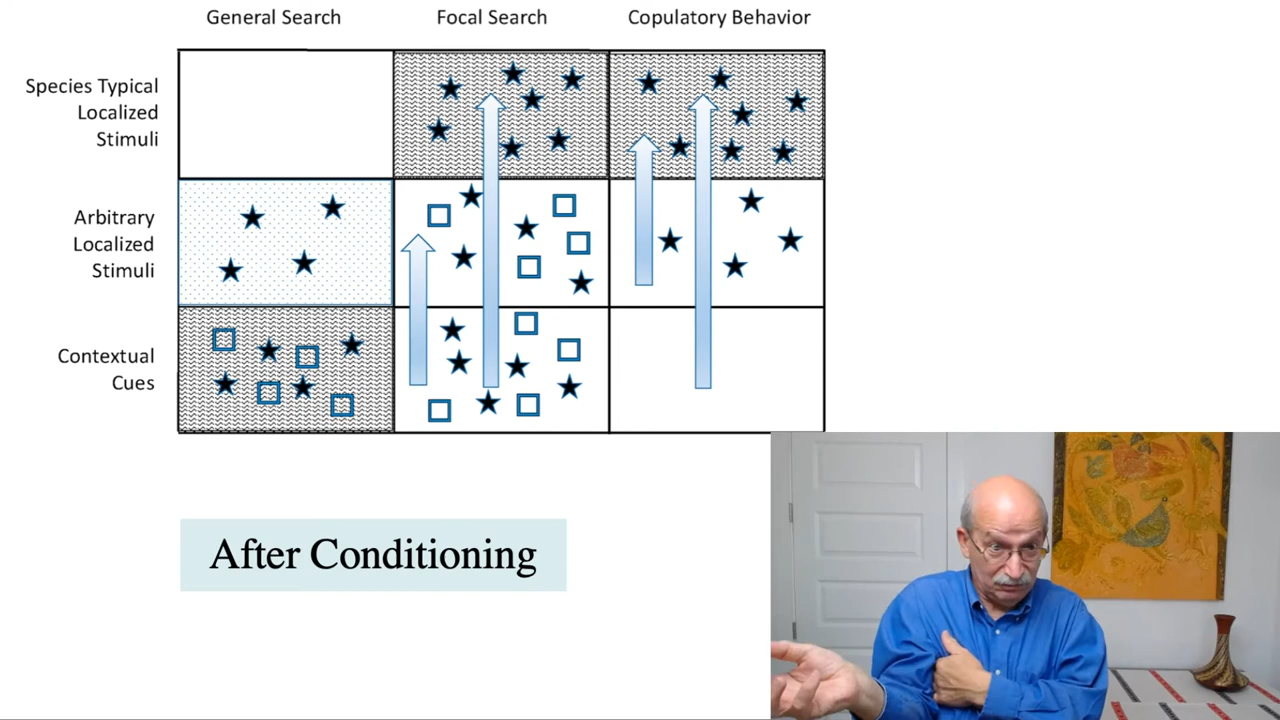 General Search
Focal Search
Copulatory Behavior
Species Typical
Localized
Stimuli
Arbitrary
Localized
Stimuli
Contextual
Cues
After Conditioning